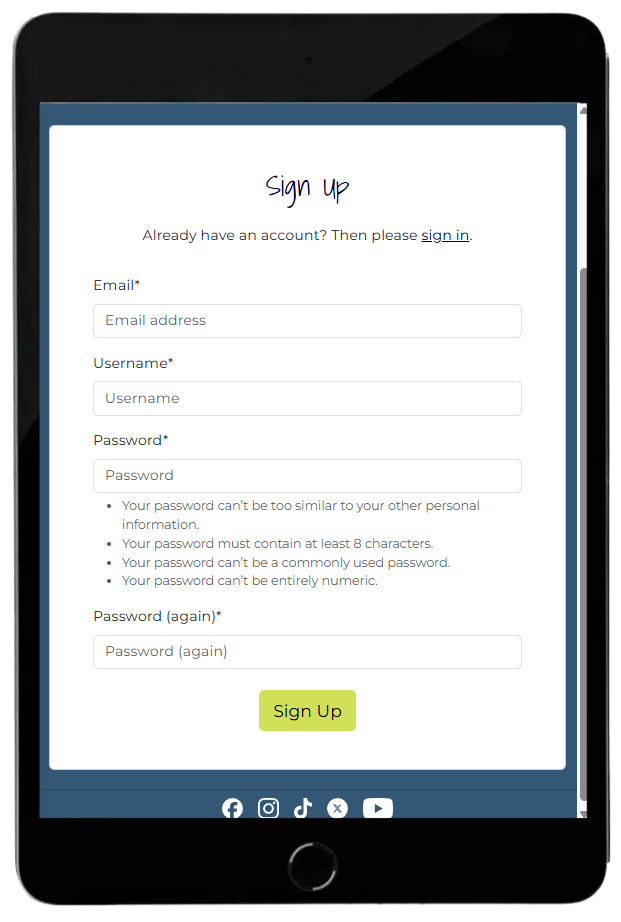 Sign Up
Already have an account? Then please sign in.
Email*
Email address
Username*
Username
Password*
Password
• Your password can’t be too similar to your other personal
information.
• Your password must contain at least 8 characters.
• Your password can’t be a commonly used password.
• Your password can’t be entirely numeric.
Password (again)*
Password (again)
Sign Up